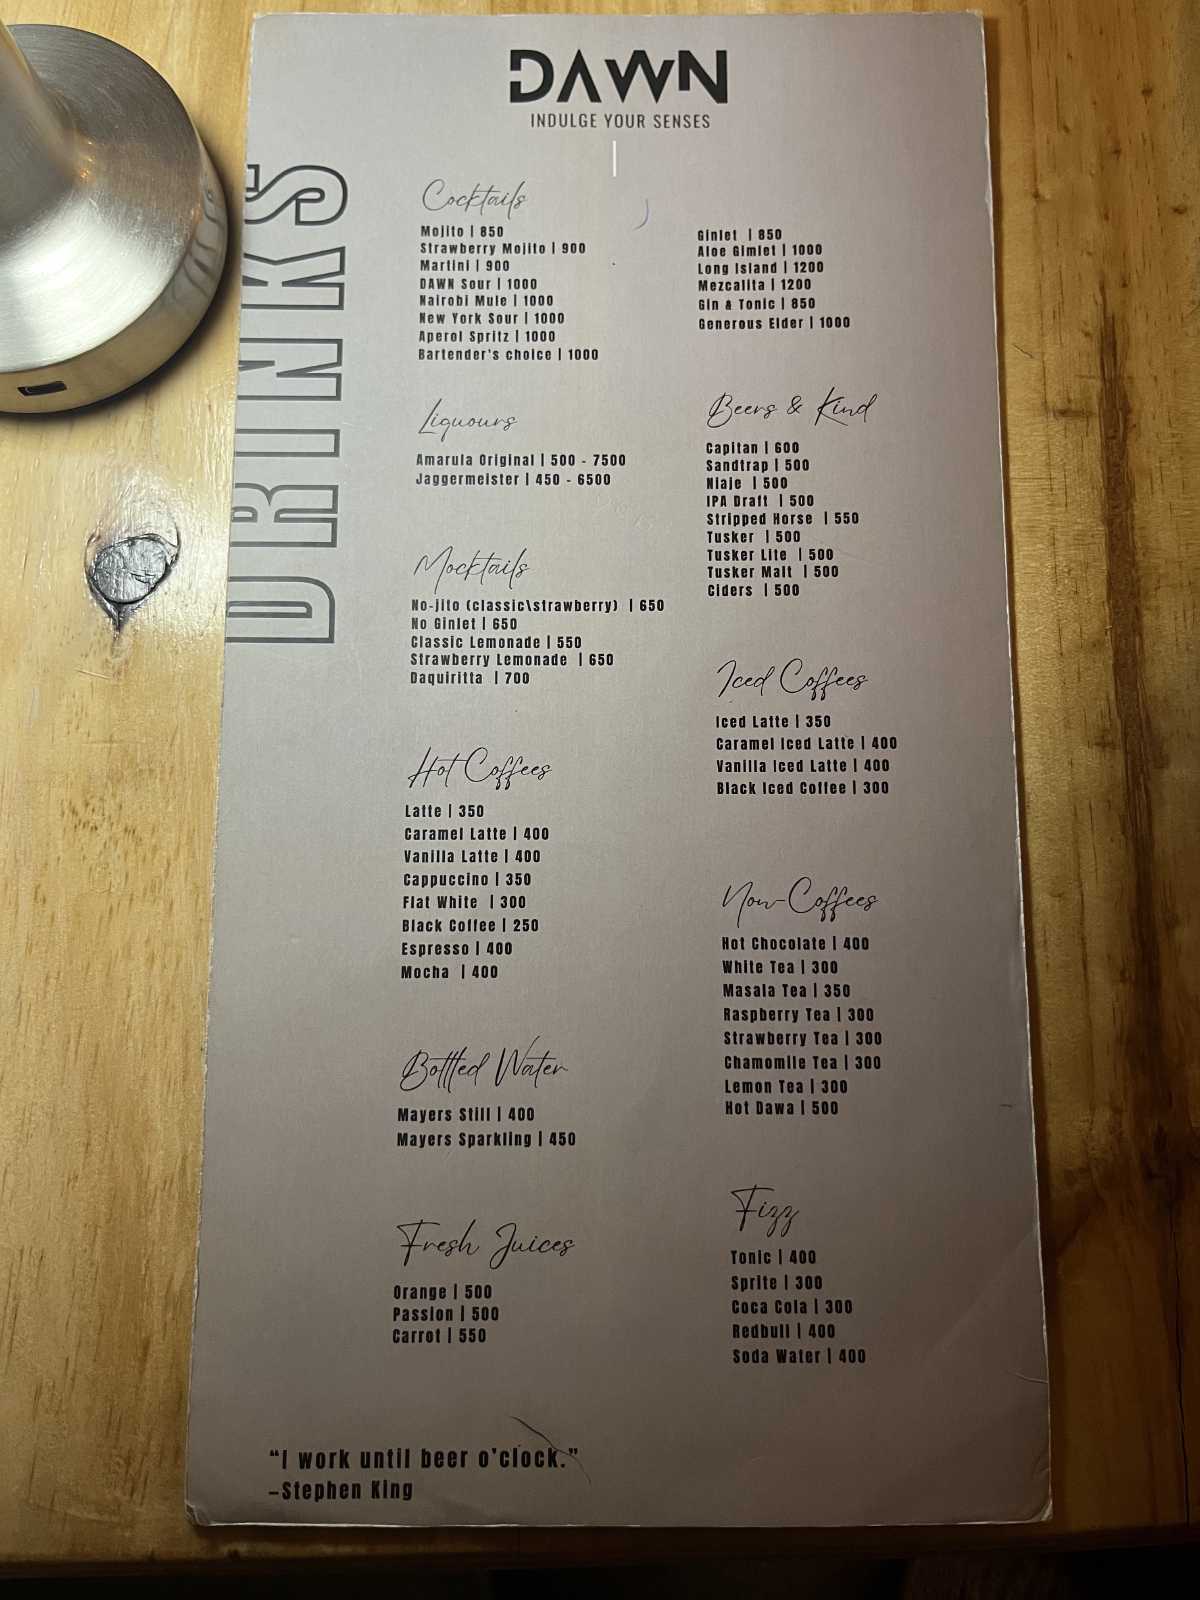 DAWN
INDULGE YOUR SENSES
DRINKS
Cocktails
Mojito | 850
Strawberry Mojito | 900
Martini | 900
DAWN Sour | 1000
Nairobi Mule | 1000
New York Sour | 1000
Aperol Spritz | 1000
Bartender's choice | 1000
Ginlet | 850
Aloe Gimlet | 1000
Long Island | 1200
Mezcalita | 1200
Gin & Tonic | 850
Generous Elder | 1000
Liquours
Amarula Original | 500 - 7500
Jaggermeister | 450 - 6500
Beers & Kind
Capitan | 600
Sandtrap | 500
Niaje | 500
IPA Draft | 500
Stripped Horse | 550
Tusker | 500
Tusker Lite | 500
Tusker Malt | 500
Ciders | 500
Mocktails
No-jito (classic\strawberry) | 650
No Ginlet | 650
Classic Lemonade | 550
Strawberry Lemonade | 650
Daquiritta | 700
Iced Coffees
Iced Latte | 350
Caramel Iced Latte | 400
Vanilla Iced Latte | 400
Black Iced Coffee | 300
Hot Coffees
Latte | 350
Caramel Latte | 400
Vanilla Latte | 400
Cappuccino | 350
Flat White | 300
Black Coffee | 250
Espresso | 400
Mocha | 400
Non-Coffees
Hot Chocolate | 400
White Tea | 300
Masala Tea | 350
Raspberry Tea | 300
Strawberry Tea | 300
Chamomile Tea | 300
Lemon Tea | 300
Hot Dawa | 500
Bottled Water
Mayers Still | 400
Mayers Sparkling | 450
Fizz
Tonic | 400
Sprite | 300
Coca Cola | 300
Redbull | 400
Soda Water | 400
Fresh Juices
Orange | 500
Passion | 500
Carrot | 550
“I work until beer o'clock.”
–Stephen King